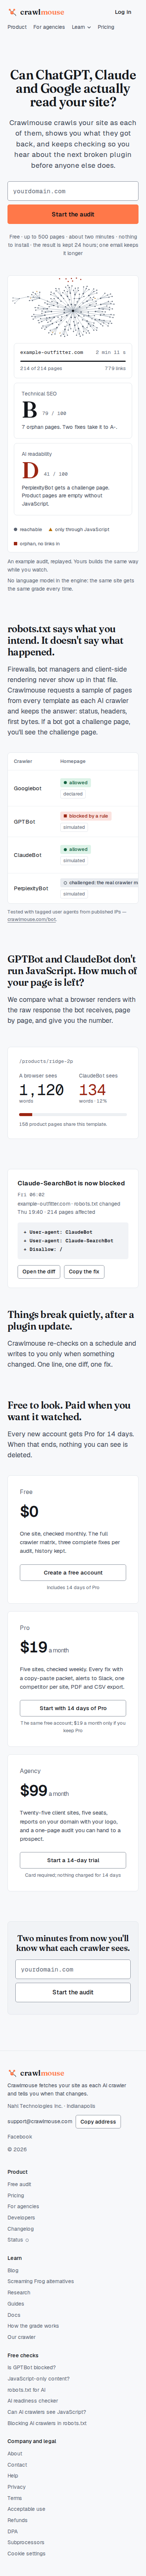 crawlmouse
Log in
Product For agencies Learn Pricing
Can ChatGPT, Claude
and Google actually
read your site?
Crawlmouse crawls your site as each
of them, shows you what they got
back, and keeps checking so you
hear about the next broken plugin
before anyone else does.
yourdomain.com
Start the audit
Free · up to 500 pages · about two minutes · nothing
to install · the result is kept 24 hours; one email keeps
it longer
example-outfitter.com 2 min 11 s
214 of 214 pages 779 links
Technical SEO
B 79 / 100
7 orphan pages. Two fixes take it to A-.
AI readability
D 41 / 100
PerplexityBot gets a challenge page.
Product pages are empty without
JavaScript.
reachable only through JavaScript
orphan, no links in
An example audit, replayed. Yours builds the same way
while you watch.
No language model in the engine: the same site gets
the same grade every time.
robots.txt says what you
intend. It doesn't say what
happened.
Firewalls, bot managers and client-side
rendering never show up in that file.
Crawlmouse requests a sample of pages
from every template as each AI crawler
and keeps the answer: status, headers,
first bytes. If a bot got a challenge page,
you'll see the challenge page.
Crawler Homepage
Googlebot
allowed
declared
GPTBot
blocked by a rule
simulated
ClaudeBot
allowed
simulated
PerplexityBot
challenged: the real crawler m
simulated
Tested with tagged user agents from published IPs —
crawlmouse.com/bot.
GPTBot and ClaudeBot don't
run JavaScript. How much of
your page is left?
We compare what a browser renders with
the raw response the bot receives, page
by page, and give you the number.
/products/ridge-2p
A browser sees ClaudeBot sees
1,120 134
words words · 12%
158 product pages share this template.
Claude-SearchBot is now blocked
Fri 06:02
example-outfitter.com · robots.txt changed
Thu 19:40 · 214 pages affected
+ User-agent: ClaudeBot
+ User-agent: Claude-SearchBot
+ Disallow: /
Open the diff Copy the fix
Things break quietly, after a
plugin update.
Crawlmouse re-checks on a schedule and
writes to you only when something
changed. One line, one diff, one fix.
Free to look. Paid when you
want it watched.
Every new account gets Pro for 14 days.
When that ends, nothing you can see is
deleted.
Free
$0
One site, checked monthly. The full
crawler matrix, three complete fixes per
audit, history kept.
Create a free account
Includes 14 days of Pro
Pro
$19 a month
Five sites, checked weekly. Every fix with
a copy-paste packet, alerts to Slack, one
competitor per site, PDF and CSV export.
Start with 14 days of Pro
The same free account; $19 a month only if you
keep Pro
Agency
$99 a month
Twenty-five client sites, five seats,
reports on your domain with your logo,
and a one-page audit you can hand to a
prospect.
Start a 14-day trial
Card required; nothing charged for 14 days
Two minutes from now you'll
know what each crawler sees.
yourdomain.com
Start the audit
crawlmouse
Crawlmouse fetches your site as each AI crawler
and tells you when that changes.
Nahi Technologies Inc. · Indianapolis
support@crawlmouse.com Copy address
Facebook
© 2026
Product
Free audit
Pricing
For agencies
Developers
Changelog
Status
Learn
Blog
Screaming Frog alternatives
Research
Guides
Docs
How the grade works
Our crawler
Free checks
Is GPTBot blocked?
JavaScript-only content?
robots.txt for AI
AI readiness checker
Can AI crawlers see JavaScript?
Blocking AI crawlers in robots.txt
Company and legal
About
Contact
Help
Privacy
Terms
Acceptable use
Refunds
DPA
Subprocessors
Cookie settings